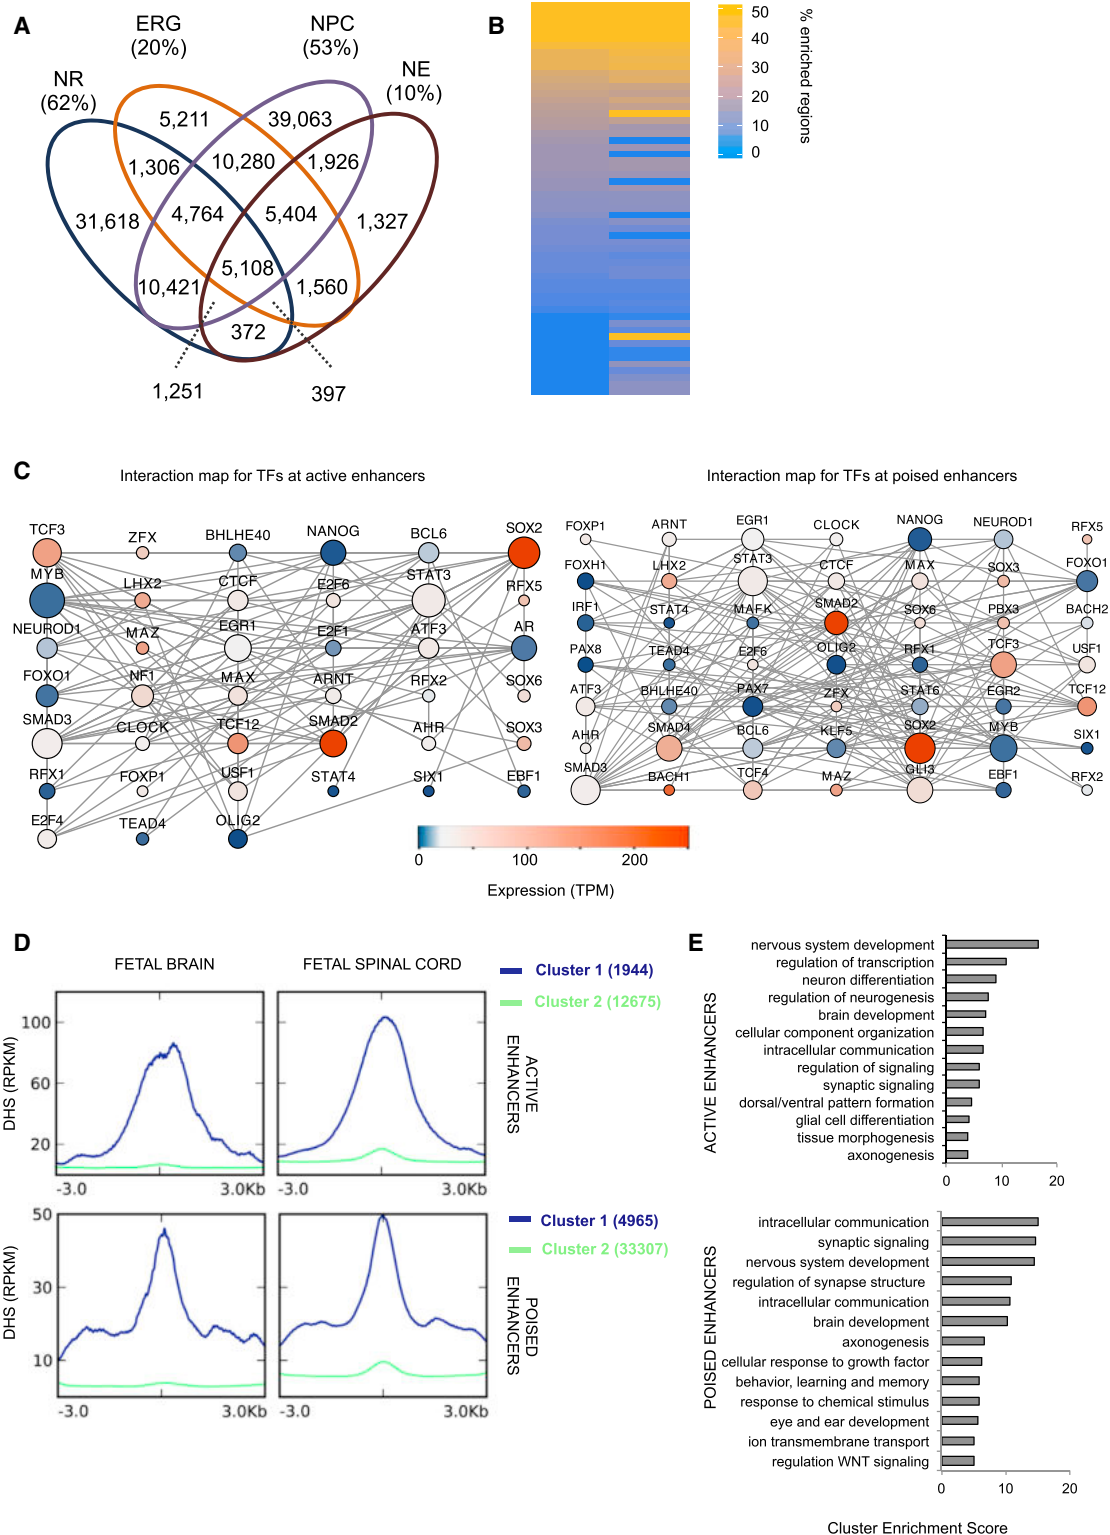 A
ERG
(20%)
NPC
(53%)
NR
(62%)
NE
(10%)
5,211
39,063
1,306
10,280
1,926
31,618
4,764
5,404
1,327
5,108
10,421
1,560
372
1,251
397
B
50
40
30
20
10
0
% enriched regions
C
Interaction map for TFs at active enhancers
TCF3
ZFX
BHLHE40
NANOG
BCL6
SOX2
MYB
LHX2
CTCF
E2F6
STAT3
RFX5
NEUROD1
MAZ
EGR1
E2F1
ATF3
AR
FOXO1
NF1
MAX
ARNT
RFX2
SOX6
SMAD3
CLOCK
TCF12
SMAD2
AHR
SOX3
RFX1
FOXP1
USF1
STAT4
SIX1
EBF1
E2F4
TEAD4
OLIG2
Interaction map for TFs at poised enhancers
FOXP1
ARNT
EGR1
CLOCK
NANOG
NEUROD1
RFX5
FOXH1
LHX2
STAT3
CTCF
MAX
SOX3
FOXO1
IRF1
STAT4
MAFK
SMAD2
SOX6
PBX3
BACH2
PAX8
TEAD4
E2F6
OLIG2
RFX1
TCF3
USF1
ATF3
BHLHE40
PAX7
ZFX
STAT6
EGR2
TCF12
AHR
SMAD4
BCL6
KLF5
SOX2
MYB
SIX1
SMAD3
BACH1
TCF4
MAZ
GLI3
EBF1
RFX2
0
100
200
Expression (TPM)
D
FETAL BRAIN
FETAL SPINAL CORD
Cluster 1 (1944)
Cluster 2 (12675)
DHS (RPKM)
100
60
20
-3.0
3.0Kb
-3.0
3.0Kb
ACTIVE
ENHANCERS
Cluster 1 (4965)
Cluster 2 (33307)
DHS (RPKM)
50
30
10
-3.0
3.0Kb
-3.0
3.0Kb
POISED
ENHANCERS
E
ACTIVE ENHANCERS
nervous system development
regulation of transcription
neuron differentiation
regulation of neurogenesis
brain development
cellular component organization
intracellular communication
regulation of signaling
synaptic signaling
dorsal/ventral pattern formation
glial cell differentiation
tissue morphogenesis
axonogenesis
0
10
20
POISED ENHANCERS
intracellular communication
synaptic signaling
nervous system development
regulation of synapse structure
intracellular communication
brain development
axonogenesis
cellular response to growth factor
behavior, learning and memory
response to chemical stimulus
eye and ear development
ion transmembrane transport
regulation WNT signaling
0
10
20
Cluster Enrichment Score